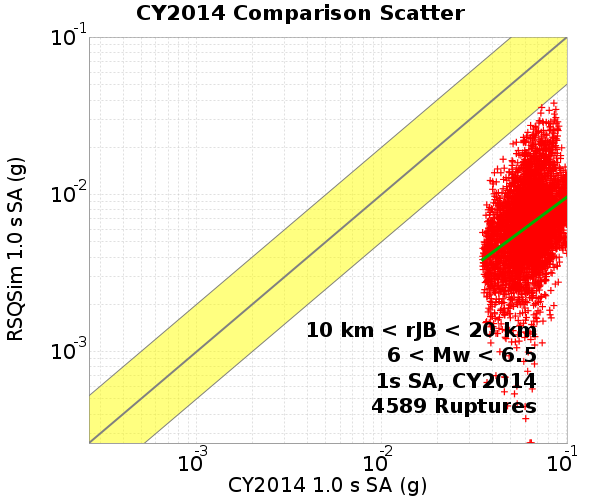 CY2014 Comparison Scatter
10-1
10-2
10-3
RSQSim 1.0 s SA (g)
10 km < rJB < 20 km
6 < Mw < 6.5
1s SA, CY2014
4589 Ruptures
10-3
10-2
10-1
CY2014 1.0 s SA (g)